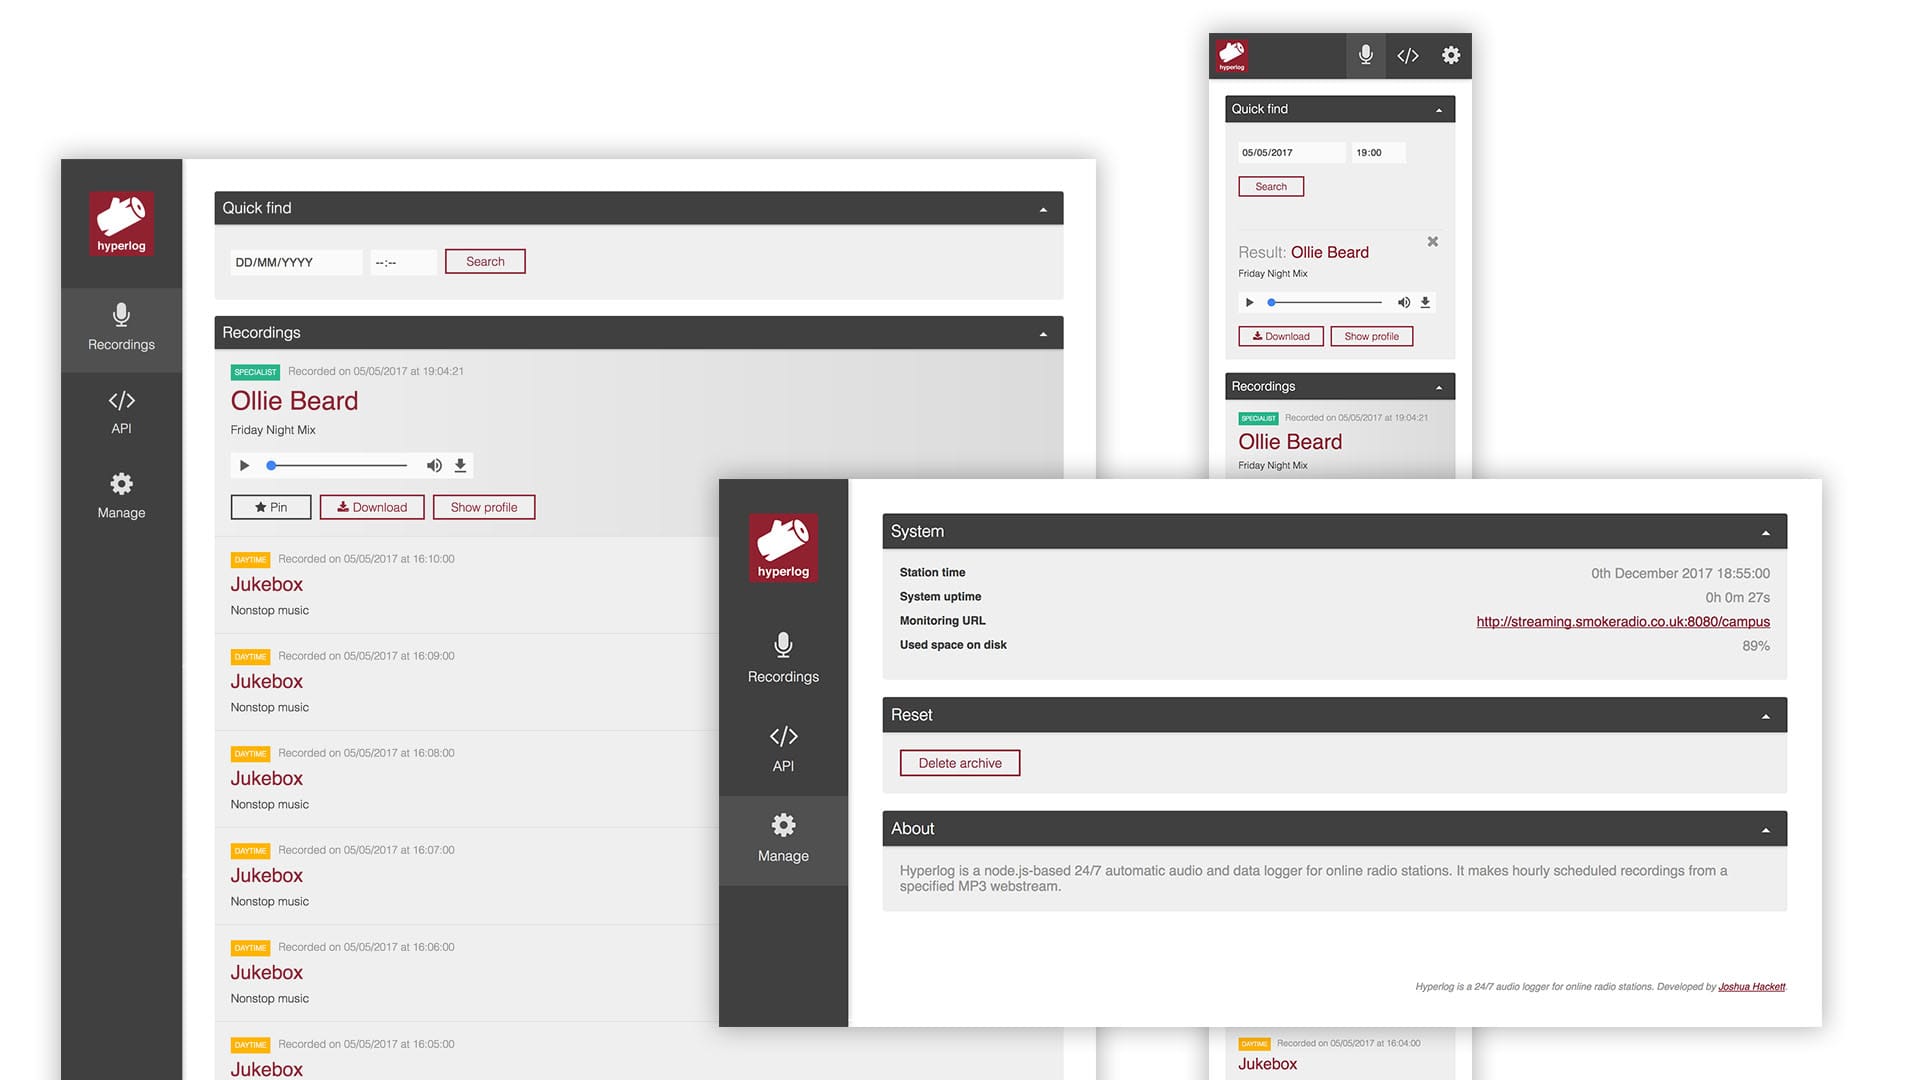 hyperlog
Recordings
API
Manage
Quick find
DD/MM/YYYY --:-- Search
Recordings
SPECIALIST Recorded on 05/05/2017 at 19:04:21
Ollie Beard
Friday Night Mix
Pin Download Show profile
DAYTIME Recorded on 05/05/2017 at 16:10:00
Jukebox
Nonstop music
DAYTIME Recorded on 05/05/2017 at 16:09:00
Jukebox
Nonstop music
DAYTIME Recorded on 05/05/2017 at 16:08:00
Jukebox
Nonstop music
DAYTIME Recorded on 05/05/2017 at 16:07:00
Jukebox
Nonstop music
DAYTIME Recorded on 05/05/2017 at 16:06:00
Jukebox
Nonstop music
DAYTIME Recorded on 05/05/2017 at 16:05:00
Jukebox
hyperlog
Quick find
05/05/2017 19:00
Search
Result: Ollie Beard
Friday Night Mix
Download Show profile
Recordings
SPECIALIST Recorded on 05/05/2017 at 19:04:21
Ollie Beard
Friday Night Mix
DAYTIME Recorded on 05/05/2017 at 16:04:00
Jukebox
hyperlog
Recordings
API
Manage
System
Station time 0th December 2017 18:55:00
System uptime 0h 0m 27s
Monitoring URL http://streaming.smokeradio.co.uk:8080/campus
Used space on disk 89%
Reset
Delete archive
About
Hyperlog is a node.js-based 24/7 automatic audio and data logger for online radio stations. It makes hourly scheduled recordings from a
specified MP3 webstream.
Hyperlog is a 24/7 audio logger for online radio stations. Developed by Joshua Hackett.